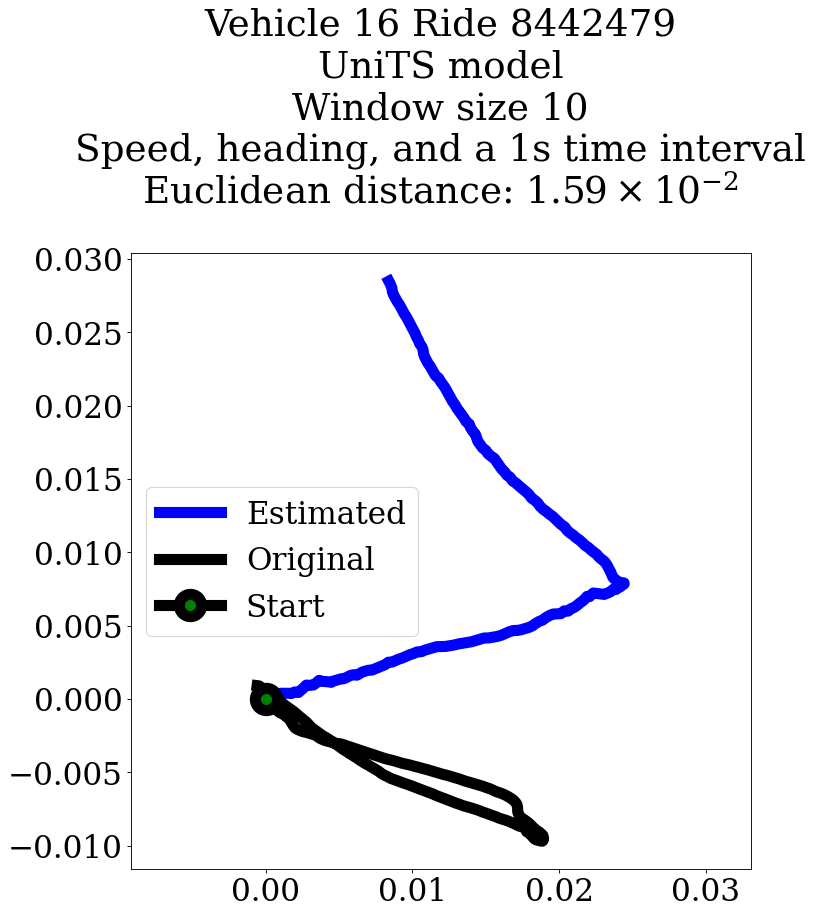 Vehicle 16 Ride 8442479
UniTS model
Window size 10
Speed, heading, and a 1s time interval
Euclidean distance: 1.59 × 10⁻²
0.030
0.025
0.020
0.015
0.010
0.005
0.000
−0.005
−0.010
Estimated
Original
Start
0.00 0.01 0.02 0.03